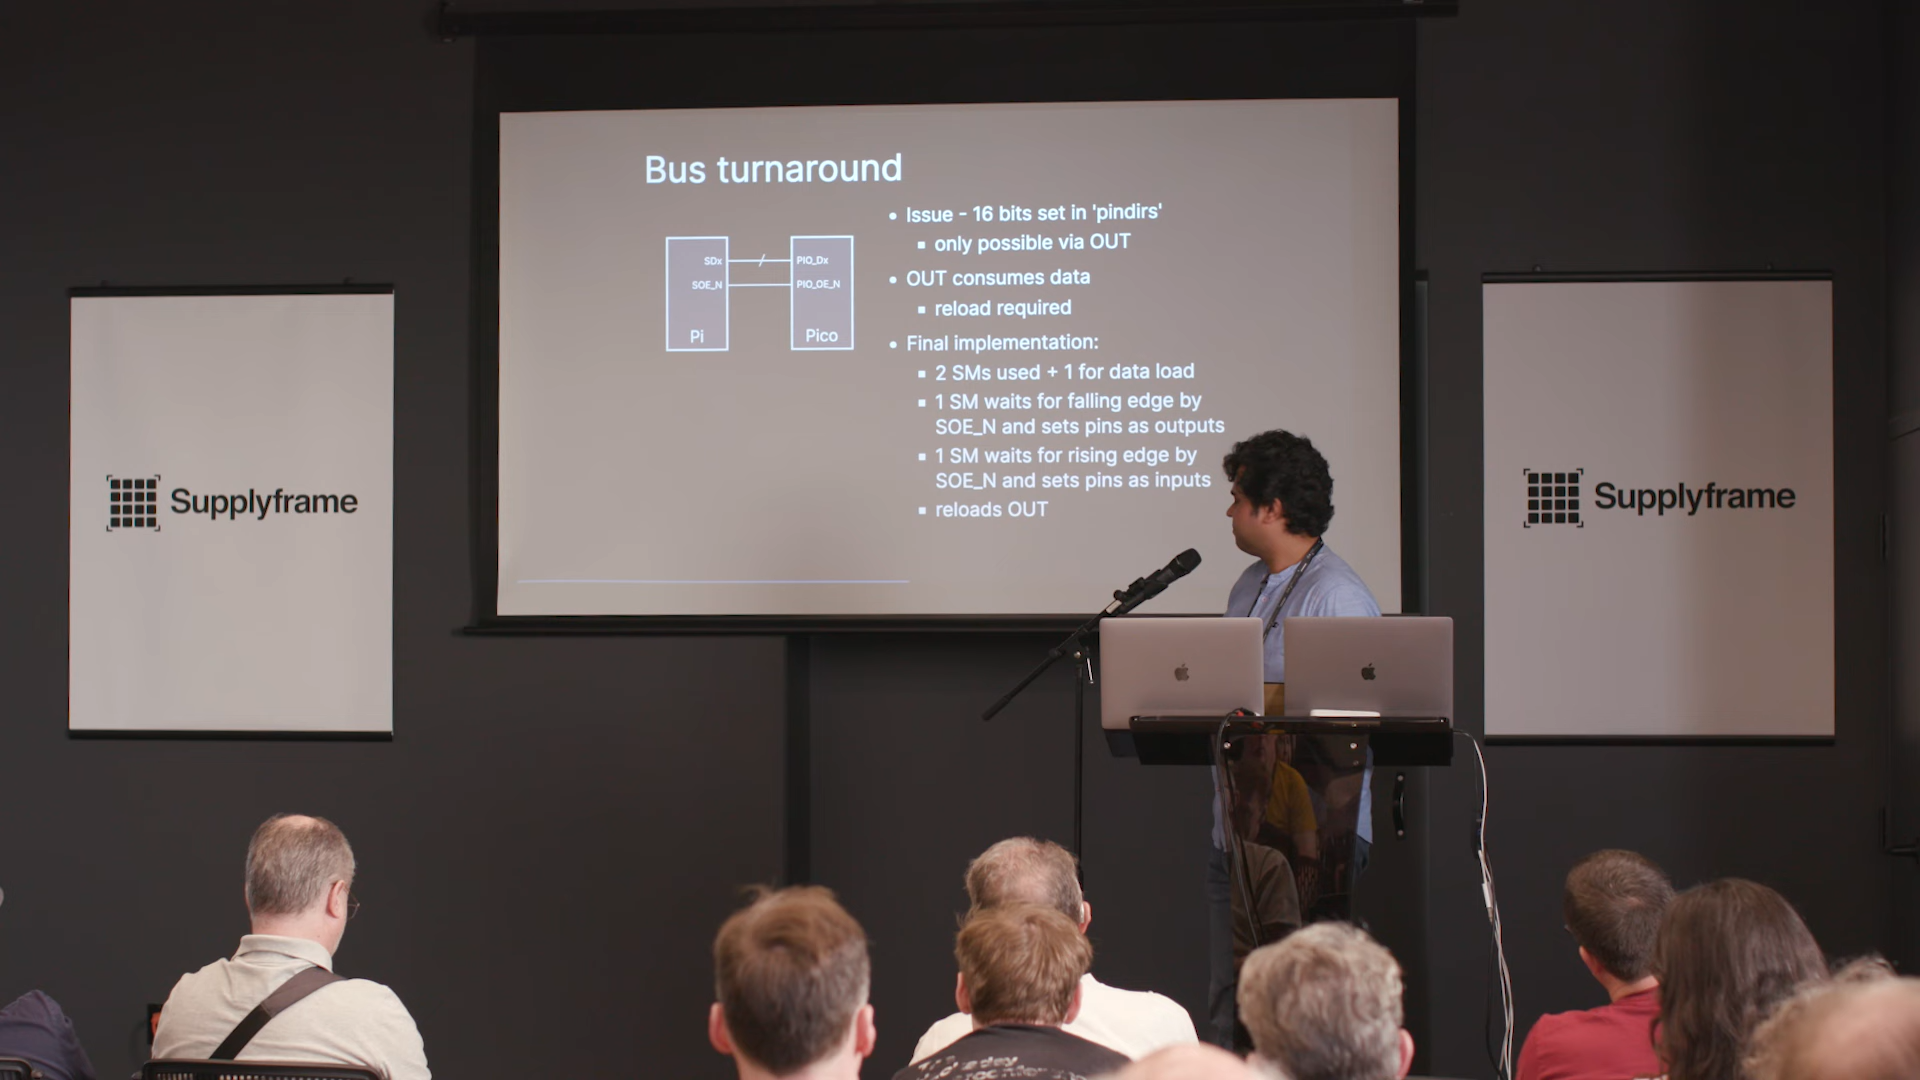 Bus turnaround
SDx
SOE_N
Pi
PIO_Dx
PIO_OE_N
Pico
• Issue - 16 bits set in 'pindirs'
▪ only possible via OUT
• OUT consumes data
▪ reload required
• Final implementation:
▪ 2 SMs used + 1 for data load
▪ 1 SM waits for falling edge by
SOE_N and sets pins as outputs
▪ 1 SM waits for rising edge by
SOE_N and sets pins as inputs
▪ reloads OUT
Supplyframe
Supplyframe